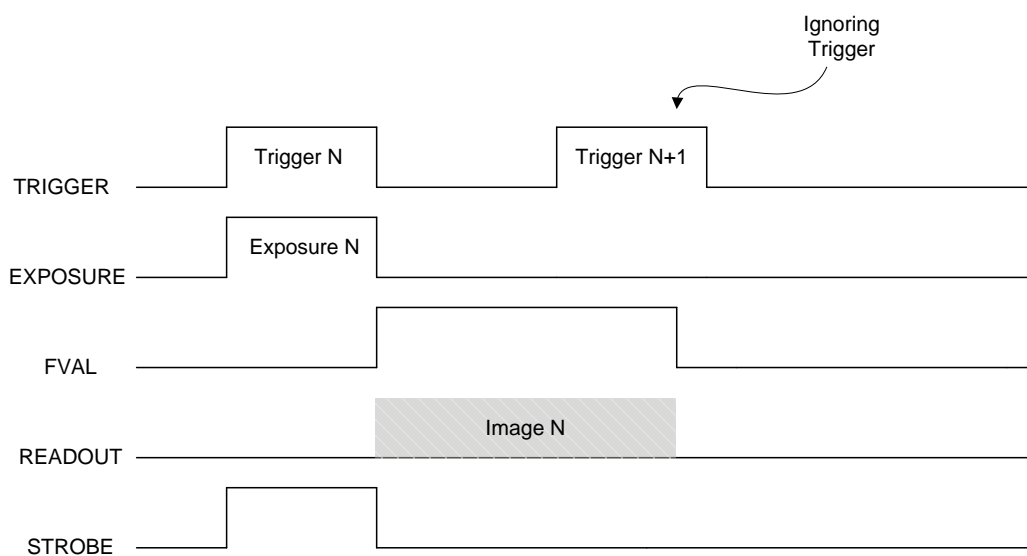 Ignoring
Trigger
TRIGGER
Trigger N
Trigger N+1
EXPOSURE
Exposure N
FVAL
READOUT
Image N
STROBE